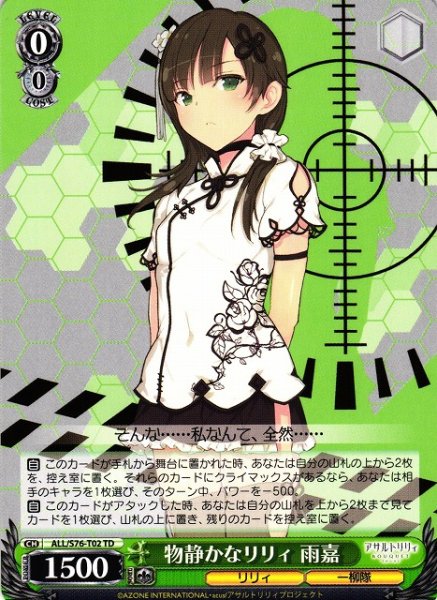 LEVEL
0
0
COST
そんな……私なんて、全然……
自 このカードが手札から舞台に置かれた時、あなたは自分の山札の上から2枚
を、控え室に置く。それらのカードにクライマックスがあるなら、あなたは相
手のキャラを1枚選び、そのターン中、パワーを−500。
自 このカードがアタックした時、あなたは自分の山札の上から2枚まで見て
カードを1枚選び、山札の上に置き、残りのカードを控え室に置く。
CH ALL/S76-T02 TD
物静かなリリィ 雨嘉
アサルトリリィ
BOUQUET
POWER
1500
リリィ
一柳隊
©AZONE INTERNATIONAL・acus/アサルトリリィプロジェクト